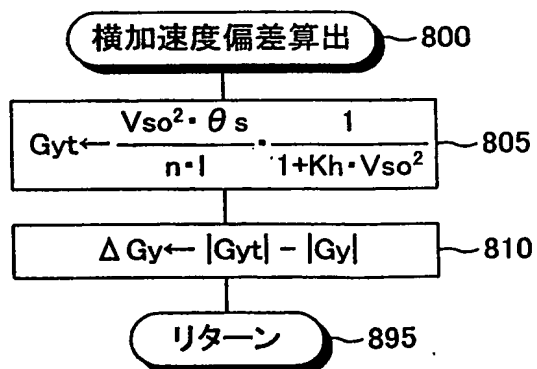 横加速度偏差算出 800
Gyt← Vso²・θs / n・l ・ 1 / 1+Kh・Vso² 805
ΔGy← |Gyt| − |Gy| 810
リターン 895